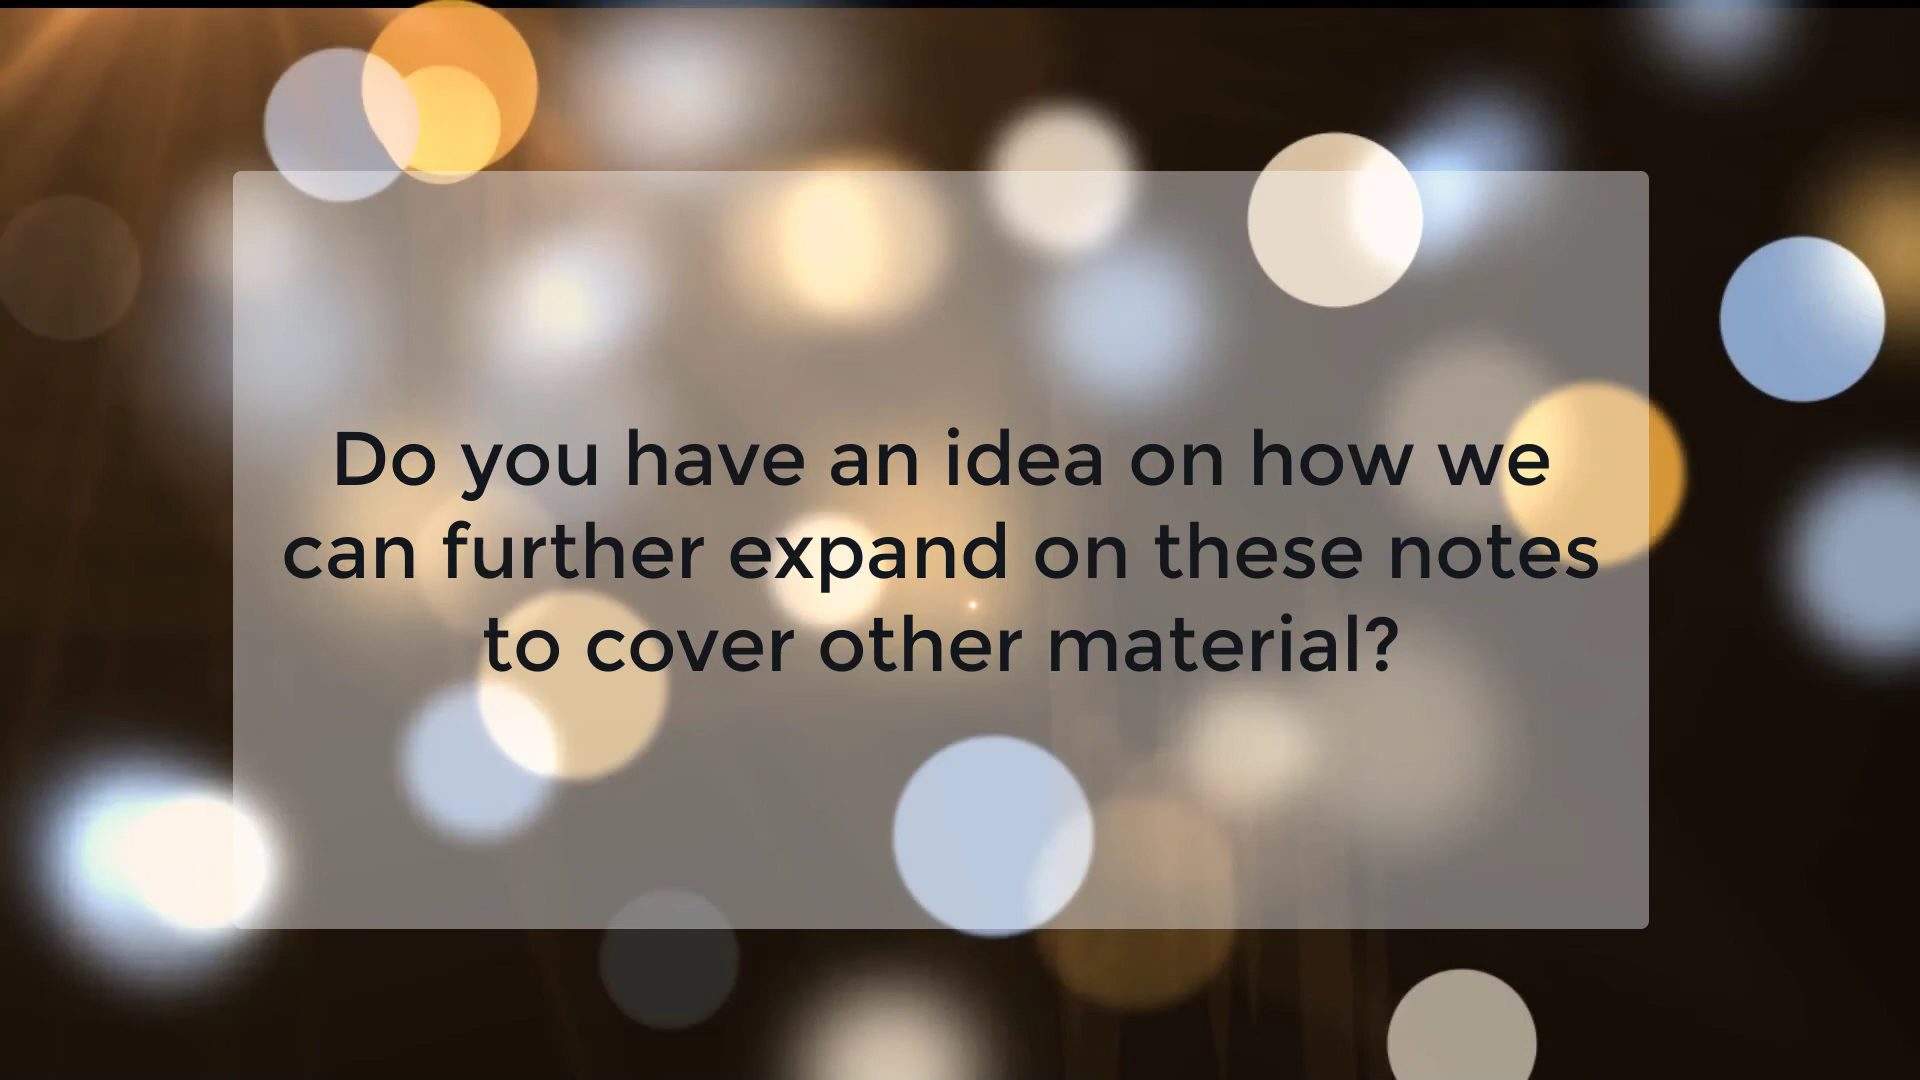 Do you have an idea on how we
can further expand on these notes
to cover other material?